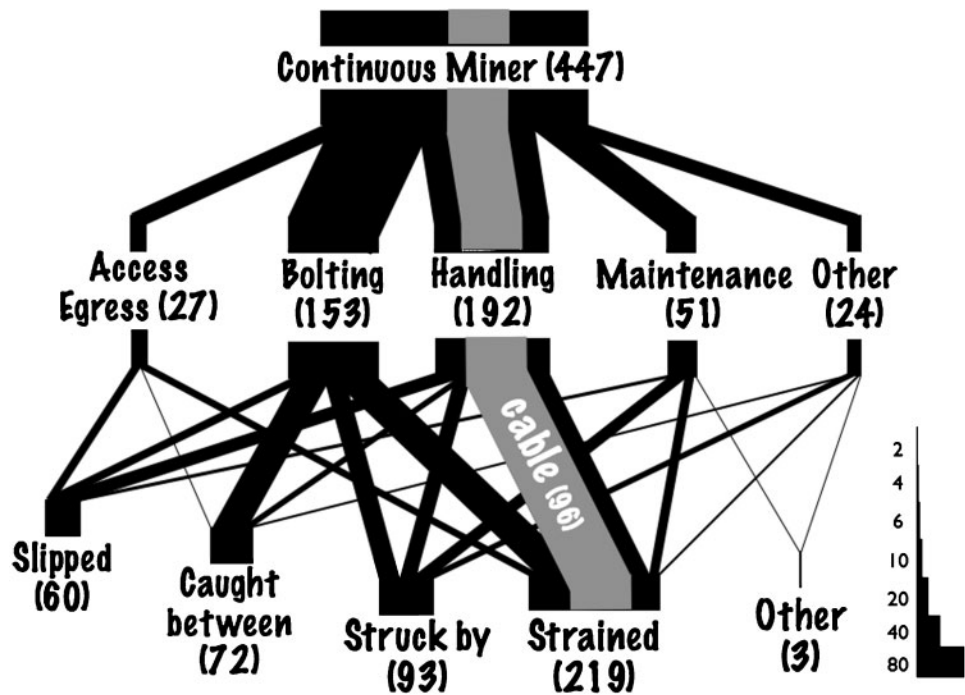 Continuous Miner (447)
Access
Egress (27)
Bolting
(153)
Handling
(192)
Maintenance
(51)
Other
(24)
cable (96)
Slipped
(60)
Caught
between
(72)
Struck by
(93)
Strained
(219)
Other
(3)
2
4
6
10
20
40
80